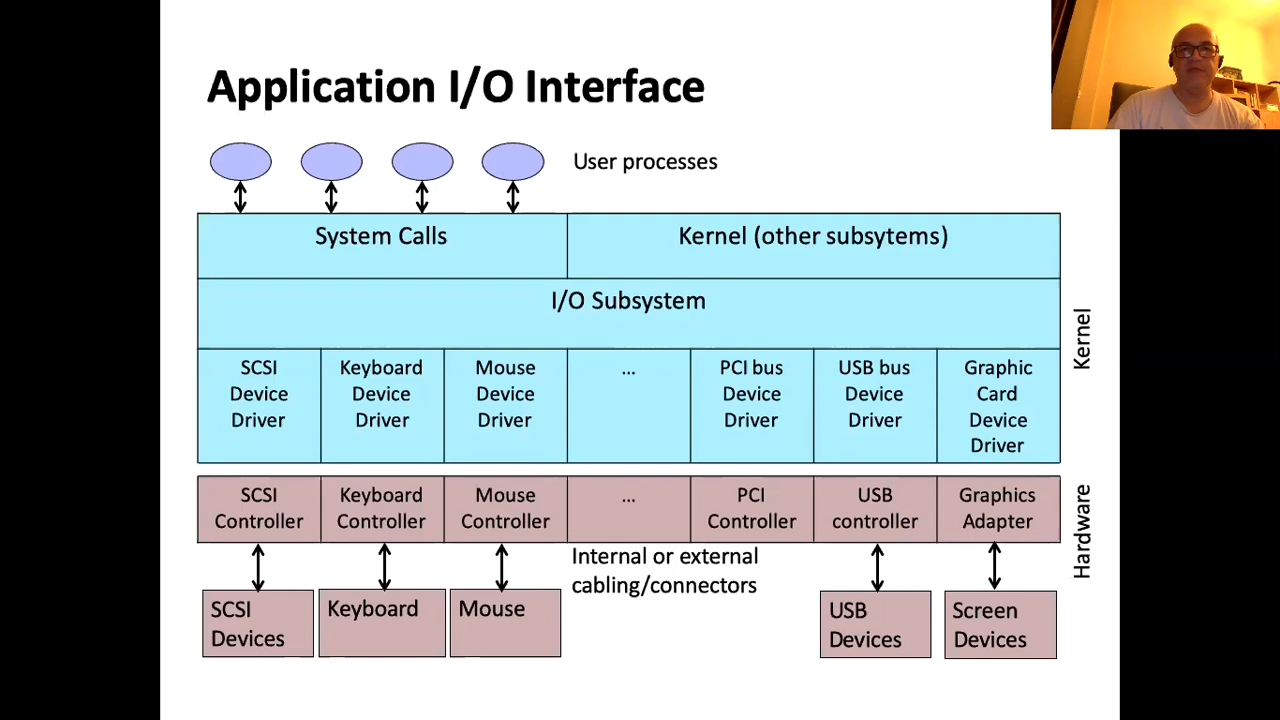 Application I/O Interface
User processes
System Calls
Kernel (other subsytems)
I/O Subsystem
Kernel
SCSI
Device
Driver
Keyboard
Device
Driver
Mouse
Device
Driver
...
PCI bus
Device
Driver
USB bus
Device
Driver
Graphic
Card
Device
Driver
SCSI
Controller
Keyboard
Controller
Mouse
Controller
...
PCI
Controller
USB
controller
Graphics
Adapter
Hardware
Internal or external
cabling/connectors
SCSI
Devices
Keyboard
Mouse
USB
Devices
Screen
Devices